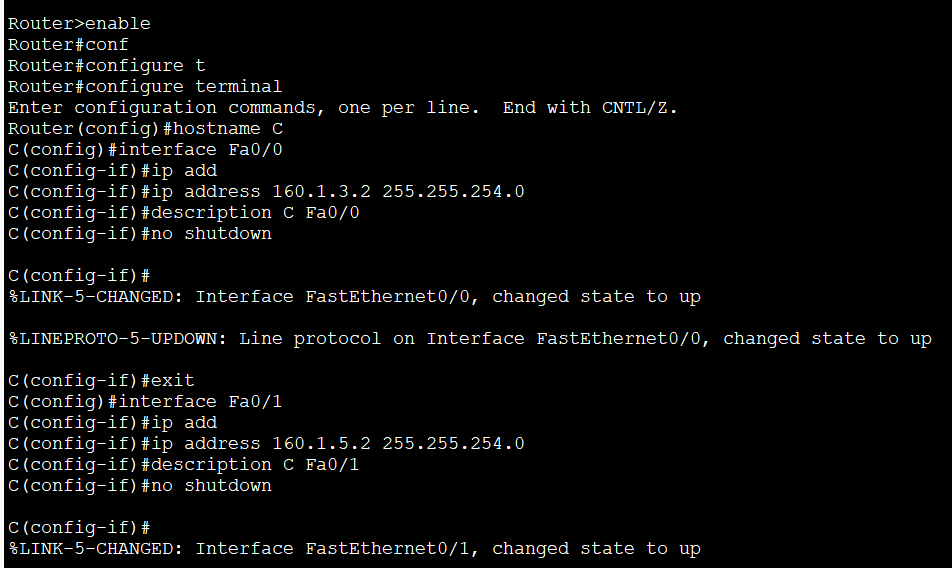 Router>enable
Router#conf
Router#configure t
Router#configure terminal
Enter configuration commands, one per line.  End with CNTL/Z.
Router(config)#hostname C
C(config)#interface Fa0/0
C(config-if)#ip add
C(config-if)#ip address 160.1.3.2 255.255.254.0
C(config-if)#description C Fa0/0
C(config-if)#no shutdown
C(config-if)#
%LINK-5-CHANGED: Interface FastEthernet0/0, changed state to up
%LINEPROTO-5-UPDOWN: Line protocol on Interface FastEthernet0/0, changed state to up
C(config-if)#exit
C(config)#interface Fa0/1
C(config-if)#ip add
C(config-if)#ip address 160.1.5.2 255.255.254.0
C(config-if)#description C Fa0/1
C(config-if)#no shutdown
C(config-if)#
%LINK-5-CHANGED: Interface FastEthernet0/1, changed state to up